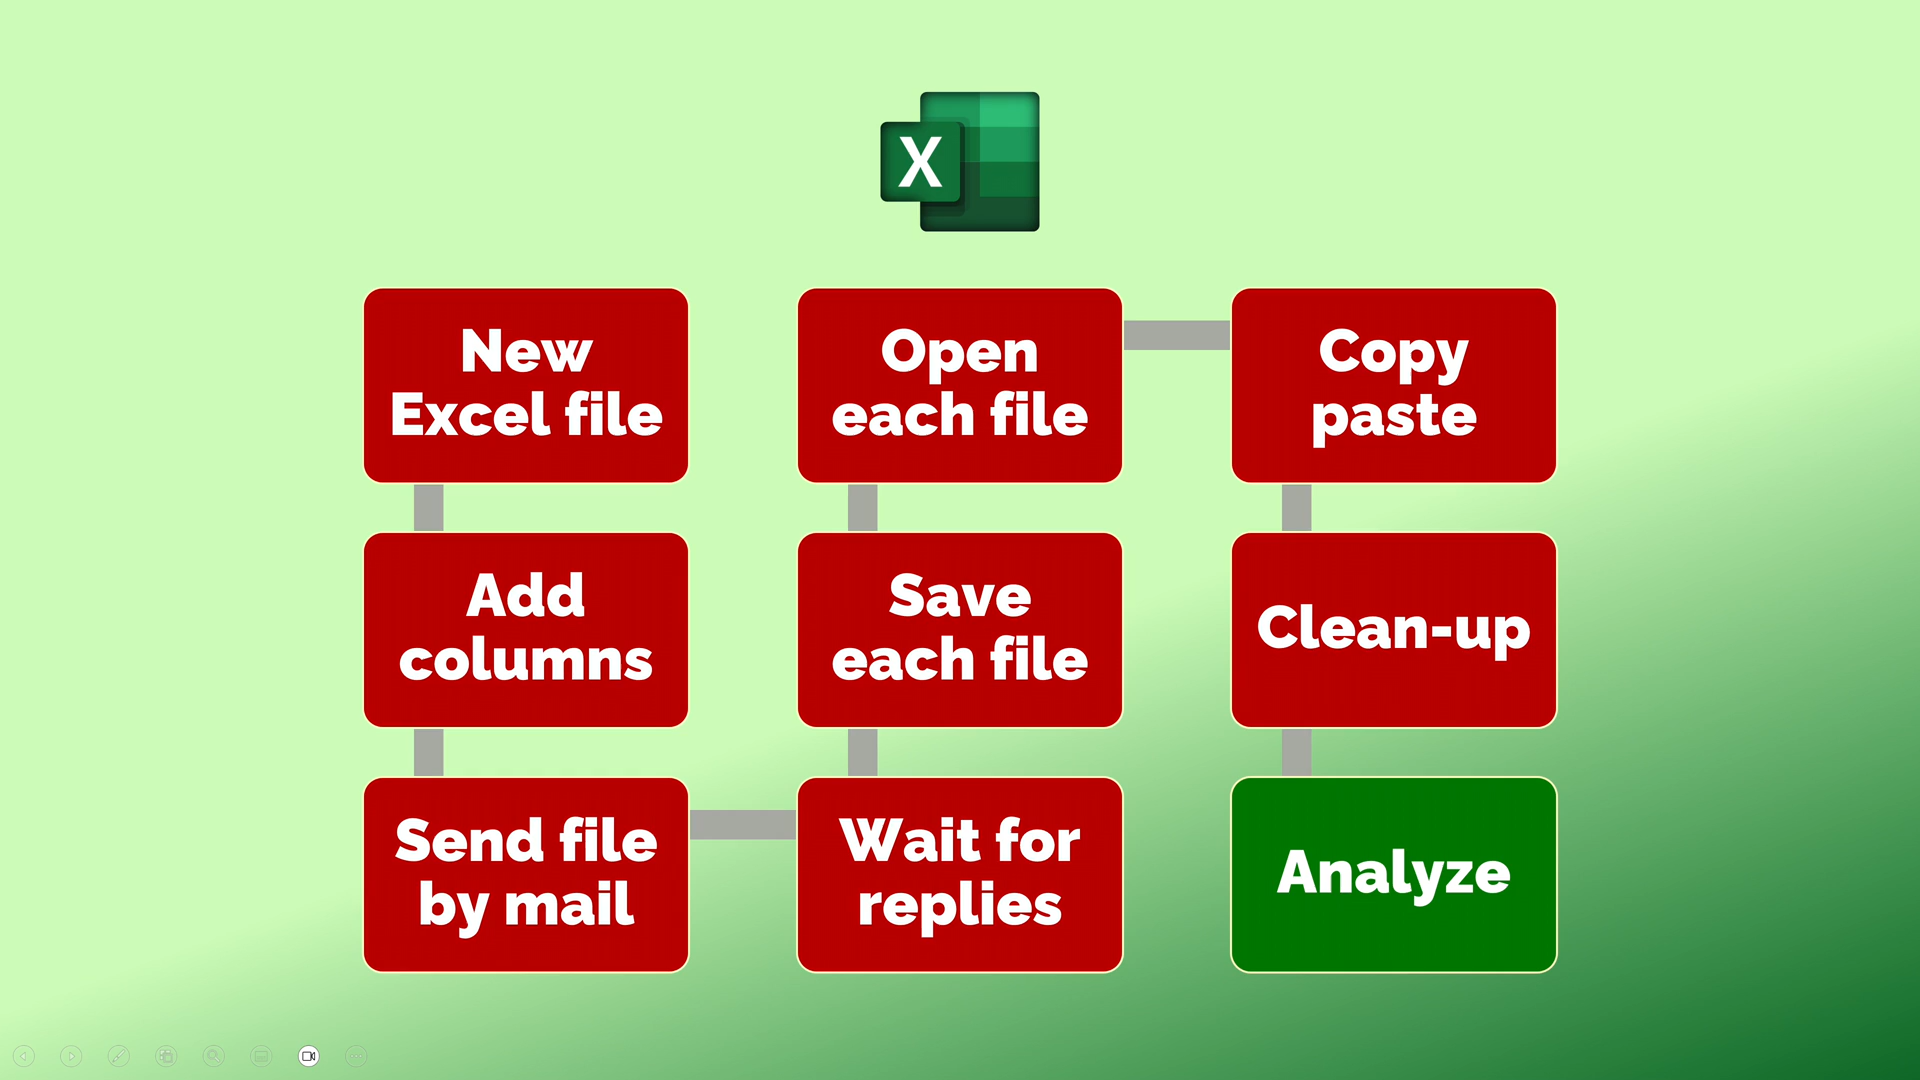 X
New
Excel file
Add
columns
Send file
by mail
Wait for
replies
Save
each file
Open
each file
Copy
paste
Clean-up
Analyze